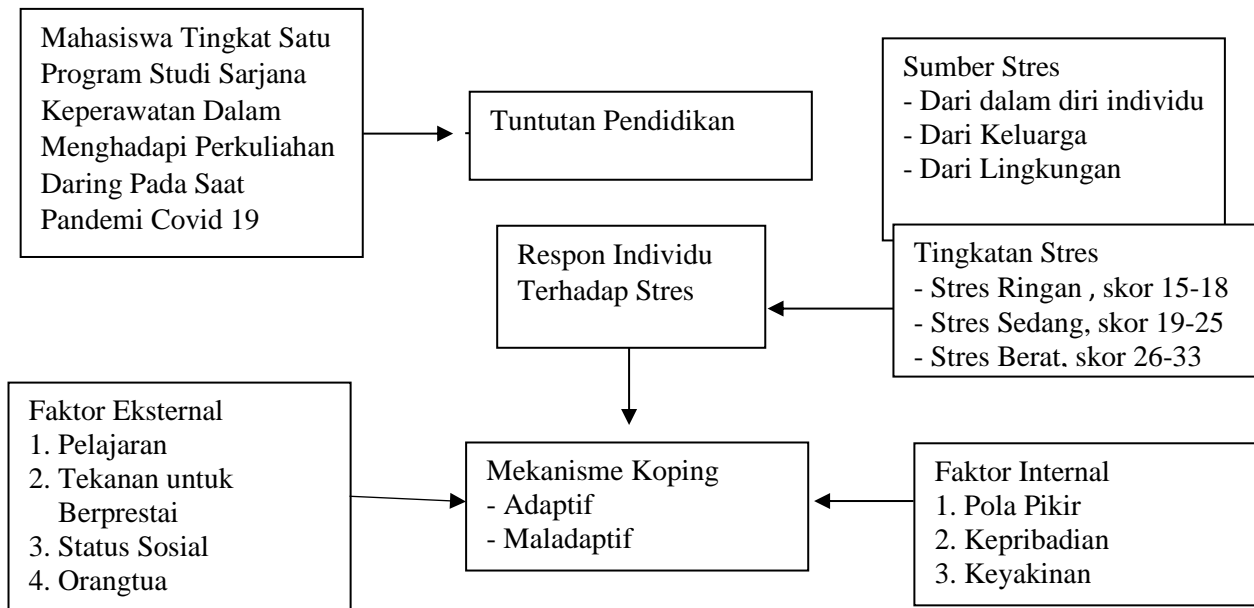 Mahasiswa Tingkat Satu
Program Studi Sarjana
Keperawatan Dalam
Menghadapi Perkuliahan
Daring Pada Saat
Pandemi Covid 19
Tuntutan Pendidikan
Sumber Stres
- Dari dalam diri individu
- Dari Keluarga
- Dari Lingkungan
Respon Individu
Terhadap Stres
Tingkatan Stres
- Stres Ringan , skor 15-18
- Stres Sedang, skor 19-25
- Stres Berat, skor 26-33
Faktor Eksternal
1. Pelajaran
2. Tekanan untuk
Berprestai
3. Status Sosial
4. Orangtua
Mekanisme Koping
- Adaptif
- Maladaptif
Faktor Internal
1. Pola Pikir
2. Kepribadian
3. Keyakinan